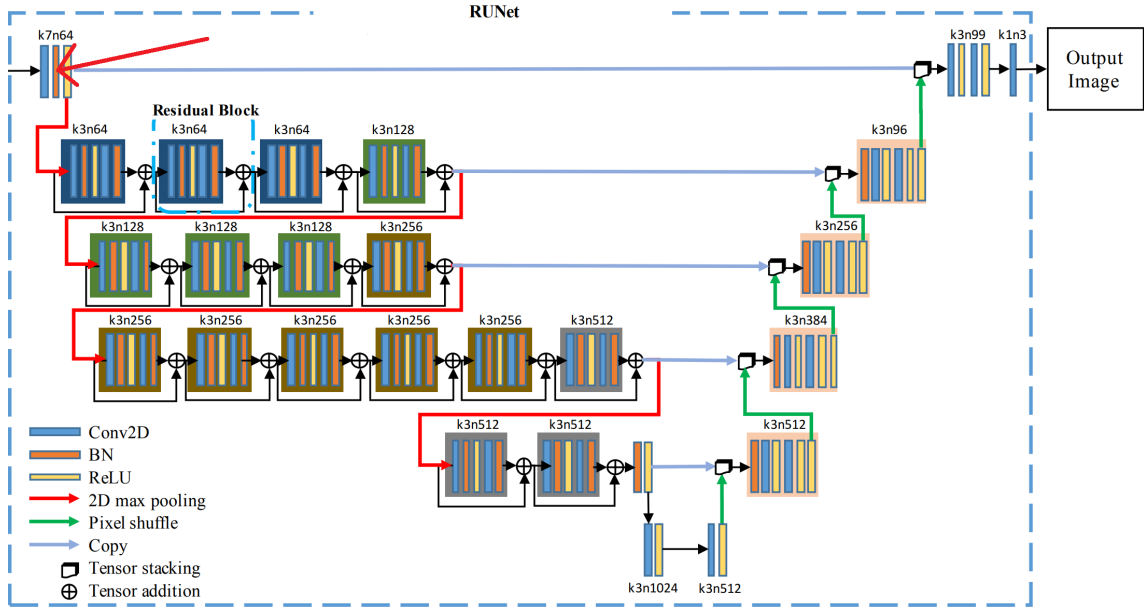 RUNet
k7n64
k3n99
k1n3
Output
Image
Residual Block
k3n64
k3n64
k3n64
k3n128
k3n96
k3n128
k3n128
k3n128
k3n256
k3n256
k3n256
k3n256
k3n256
k3n256
k3n256
k3n512
k3n384
k3n512
k3n512
k3n512
Conv2D
BN
ReLU
2D max pooling
Pixel shuffle
Copy
Tensor stacking
Tensor addition
k3n1024
k3n512